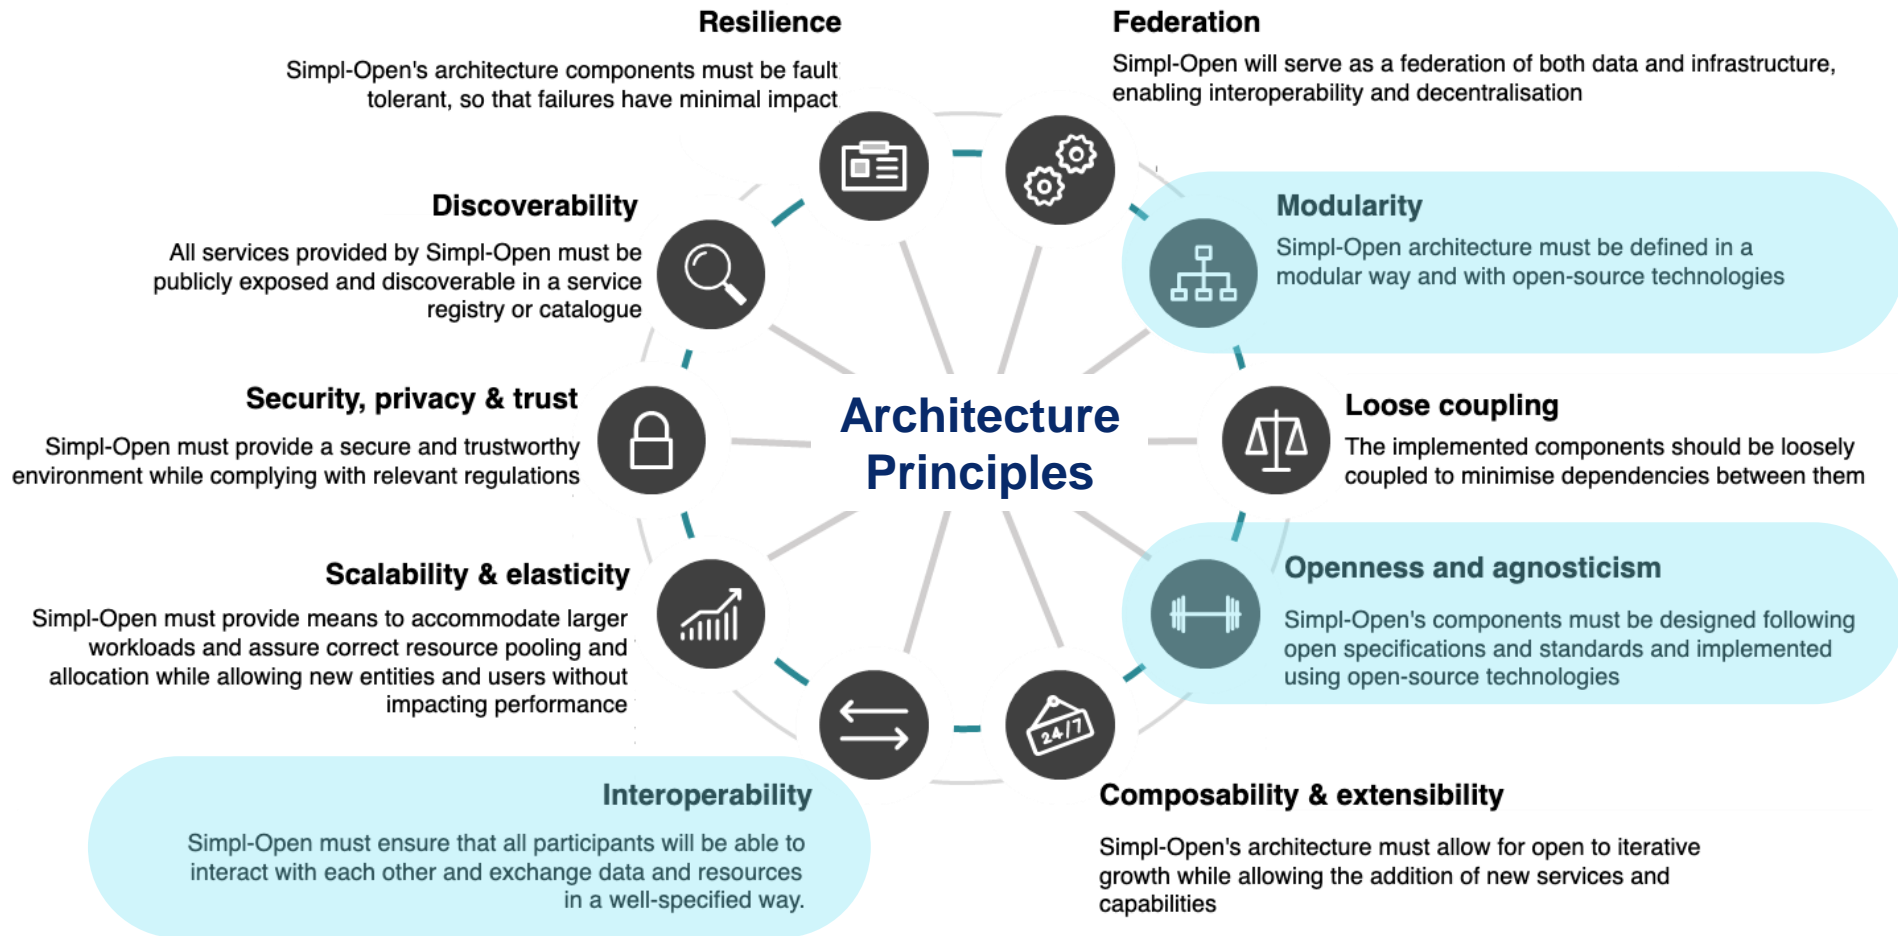 Resilience
Simpl-Open's architecture components must be fault
tolerant, so that failures have minimal impact
Federation
Simpl-Open will serve as a federation of both data and infrastructure,
enabling interoperability and decentralisation
Discoverability
All services provided by Simpl-Open must be
publicly exposed and discoverable in a service
registry or catalogue
Modularity
Simpl-Open architecture must be defined in a
modular way and with open-source technologies
Security, privacy & trust
Simpl-Open must provide a secure and trustworthy
environment while complying with relevant regulations
Architecture
Principles
Loose coupling
The implemented components should be loosely
coupled to minimise dependencies between them
Scalability & elasticity
Simpl-Open must provide means to accommodate larger
workloads and assure correct resource pooling and
allocation while allowing new entities and users without
impacting performance
Openness and agnosticism
Simpl-Open's components must be designed following
open specifications and standards and implemented
using open-source technologies
24/7
Interoperability
Simpl-Open must ensure that all participants will be able to
interact with each other and exchange data and resources
in a well-specified way.
Composability & extensibility
Simpl-Open's architecture must allow for open to iterative
growth while allowing the addition of new services and
capabilities